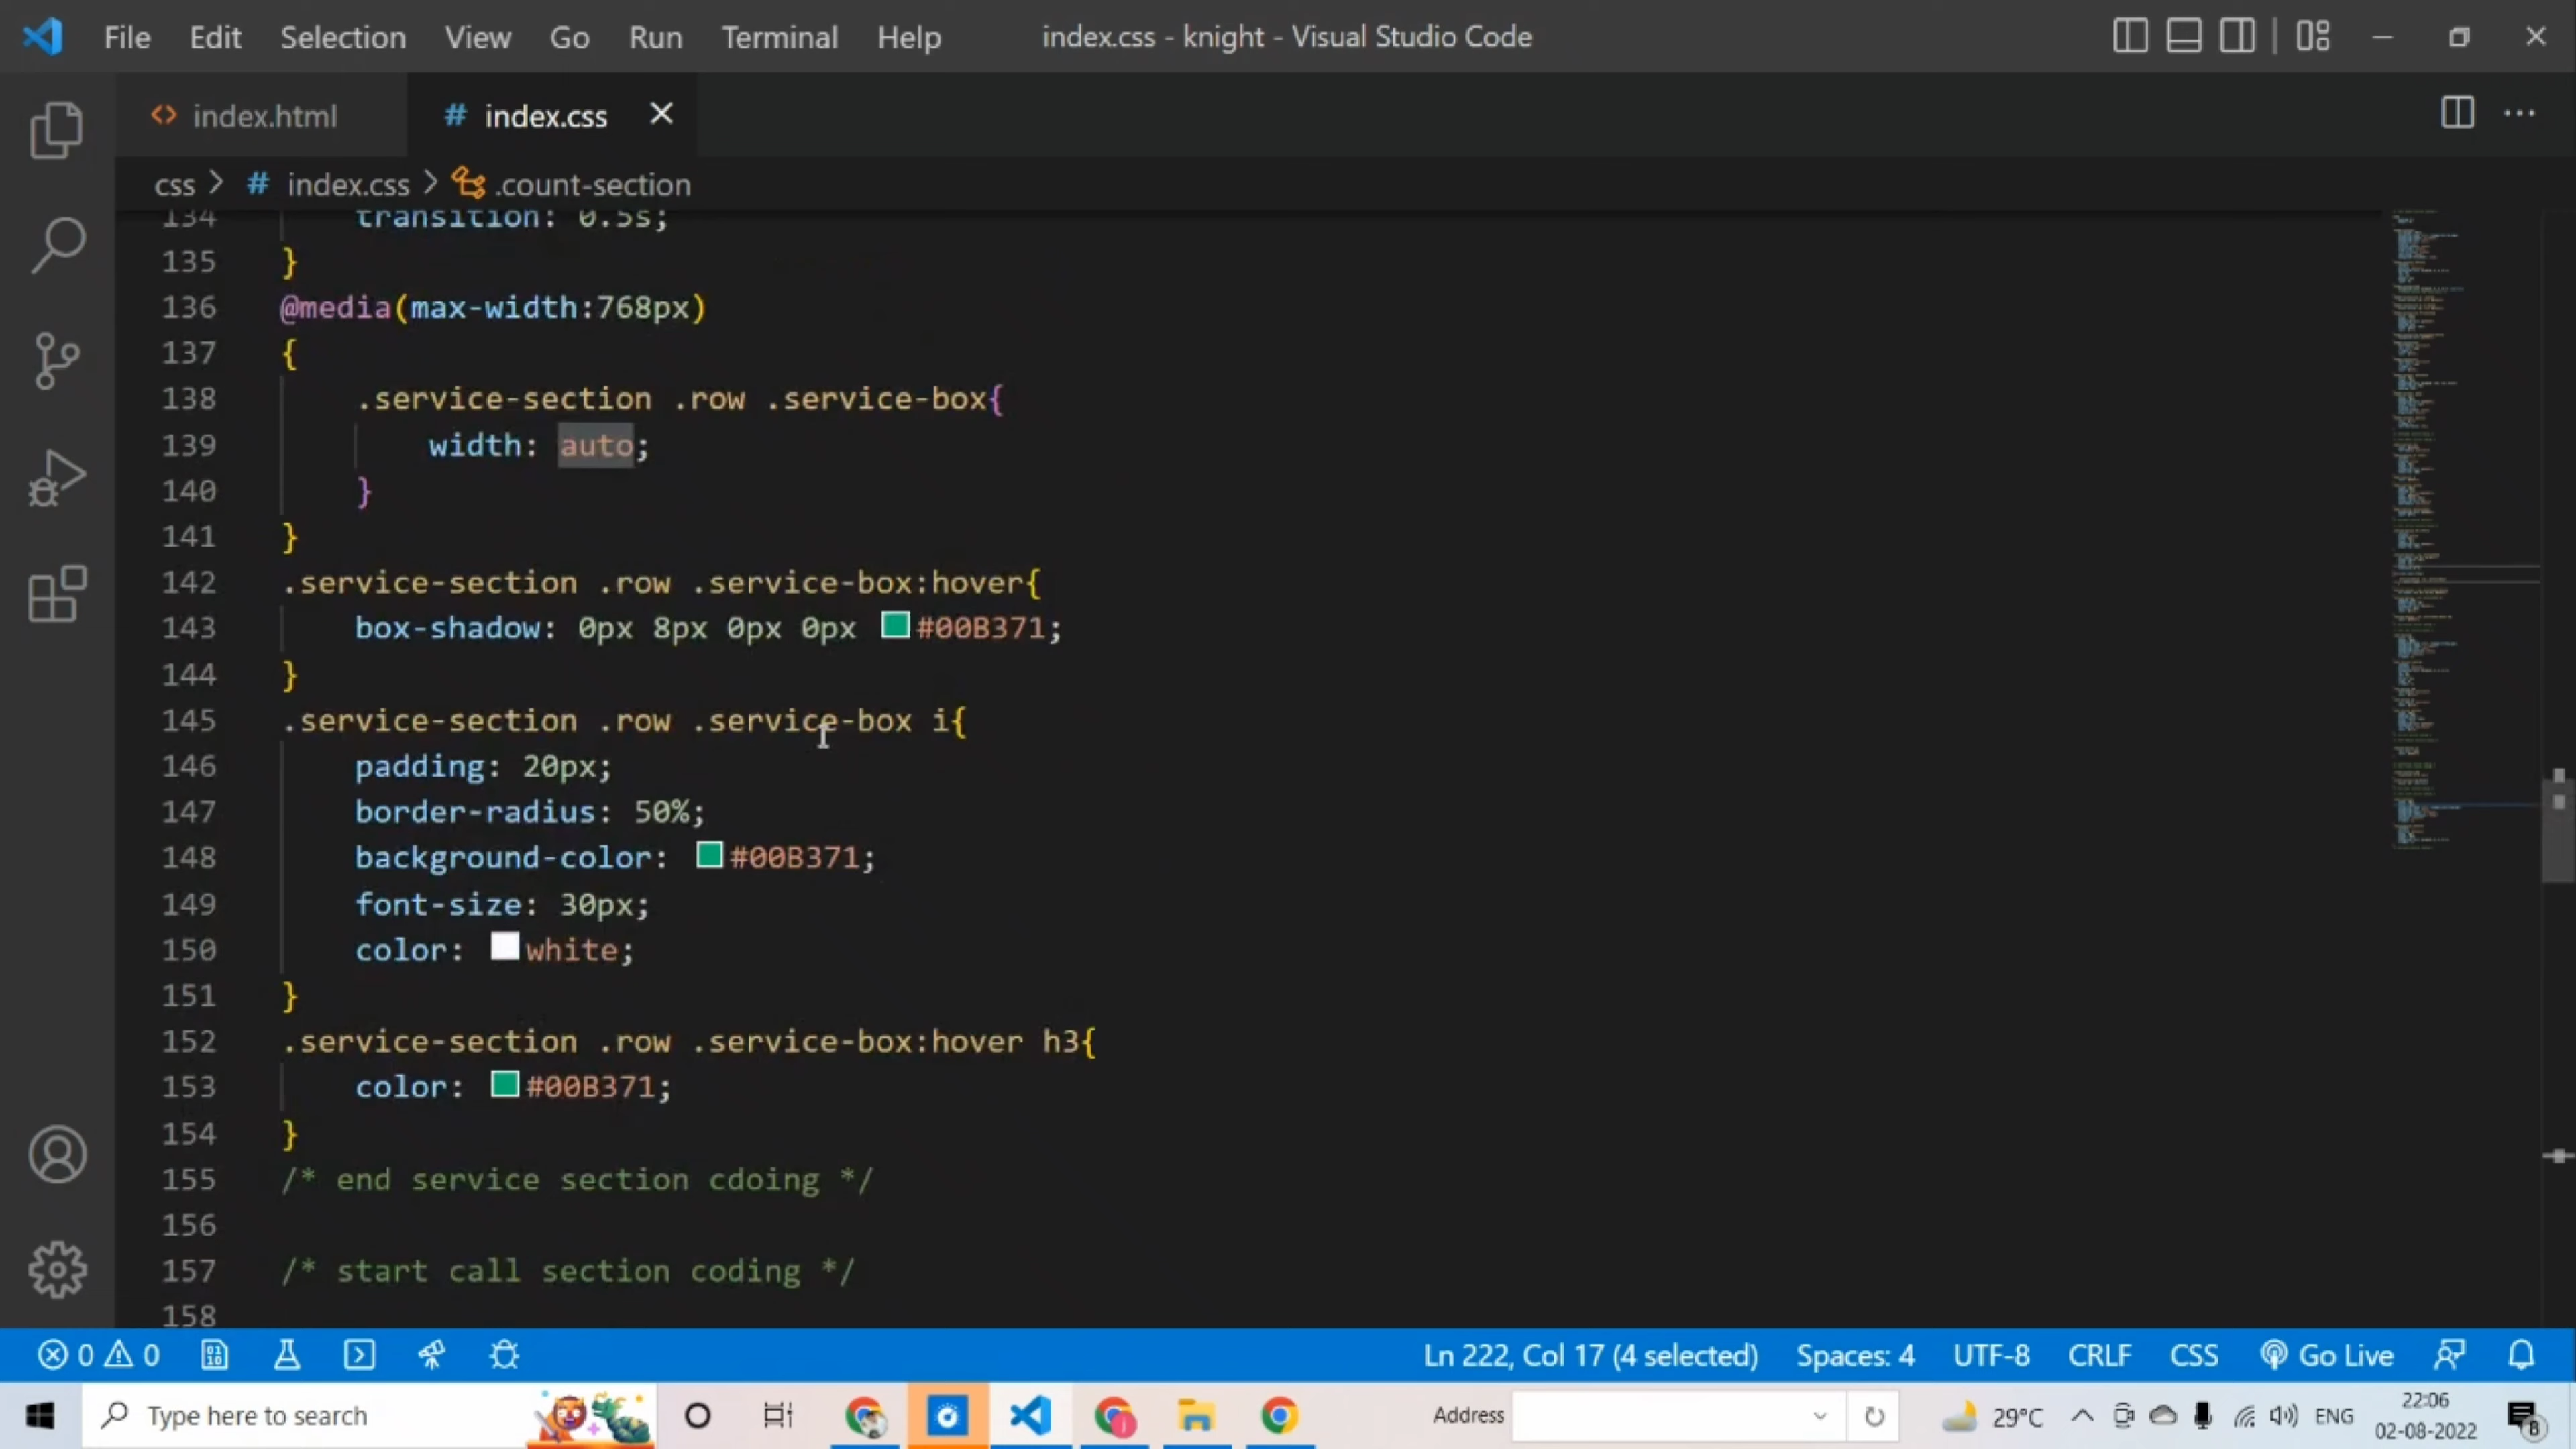 File Edit Selection View Go Run Terminal Help index.css - knight - Visual Studio Code
index.html # index.css
css > # index.css > .count-section
134 transition: 0.5s;
135 }
136 @media(max-width:768px)
137 {
138 .service-section .row .service-box{
139 width: auto;
140 }
141 }
142 .service-section .row .service-box:hover{
143 box-shadow: 0px 8px 0px 0px #00B371;
144 }
145 .service-section .row .service-box i{
146 padding: 20px;
147 border-radius: 50%;
148 background-color: #00B371;
149 font-size: 30px;
150 color: white;
151 }
152 .service-section .row .service-box:hover h3{
153 color: #00B371;
154 }
155 /* end service section cdoing */
156
157 /* start call section coding */
158
0 0 Ln 222, Col 17 (4 selected) Spaces: 4 UTF-8 CRLF CSS Go Live
Type here to search Address 29°C ENG 22:06
02-08-2022 8